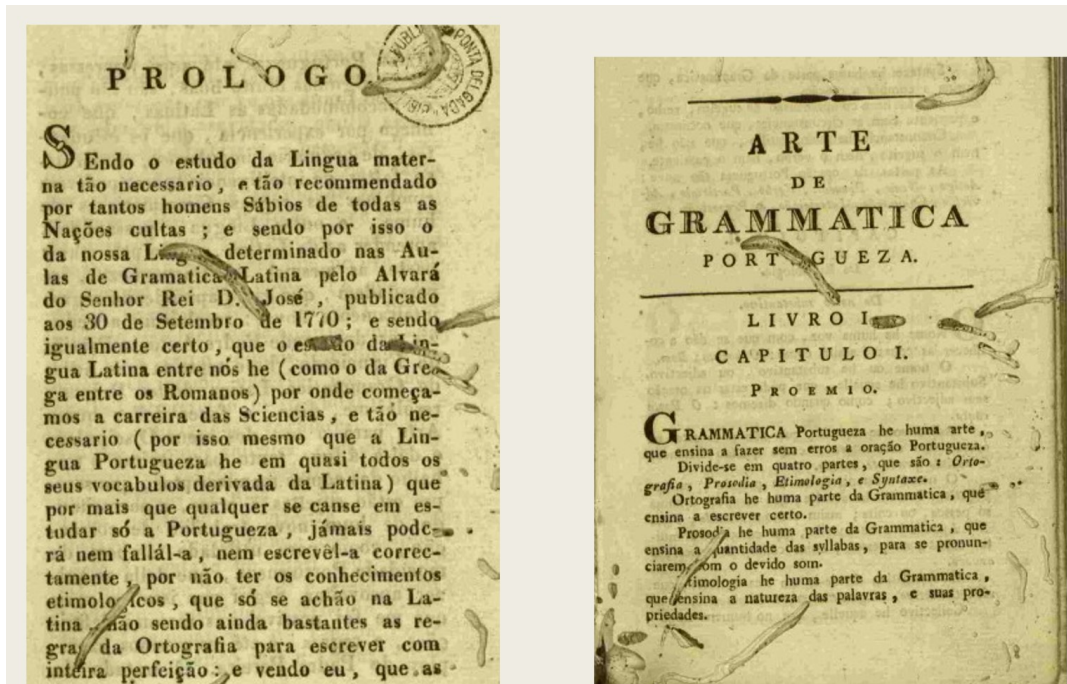 PROLOGO
SEndo o estudo da Lingua mater-
na tão necessario, e tão recommendado
por tantos homens Sábios de todas as
Nações cultas ; e sendo por isso o
da nossa determinado nas Au-
las de Gramatica Latina pelo Alvará
do Senhor Rei D. José , publicado
aos 30 de Setembro de 1770 ; e sendo
igualmente certo , que o da Lin-
gua Latina entre nós he ( como o da Gre-
ga entre os Romanos ) por onde começa-
mos a carreira das Sciencias , e tão ne-
cessario ( por isso mesmo que a Lin-
gua Portugueza he em quasi todos os
seus vocabulos derivada da Latina ) que
por mais que qualquer se canse em es-
tudar só a Portugueza , jámais pode-
rá nem fallál-a , nem escrevêl-a correc-
tamente , por não ter os conhecimentos
etimologicos , que só se achão na La-
tina , não sendo ainda bastantes as re-
gras da Ortografia para escrever com
inteira perfeição : e vendo eu , que as
PONTA DELGADA
ARTE
DE
GRAMMATICA
PORTUGUEZA.
LIVRO I.
CAPITULO I.
PROEMIO.
GRAMMATICA Portugueza he huma arte ,
que ensina a fazer sem erros a oração Portugueza.
Divide-se em quatro partes , que são : Orto-
grafia , Prosodia , Etimologia , e Syntaxe.
Ortografia he huma parte da Grammatica , que
ensina a escrever certo.
Prosodia he huma parte da Grammatica , que
ensina a quantidade das syllabas, para se pronun-
ciarem com o devido som.
Etimologia he huma parte da Grammatica ,
que ensina a natureza das palavras , e suas pro-
priedades.